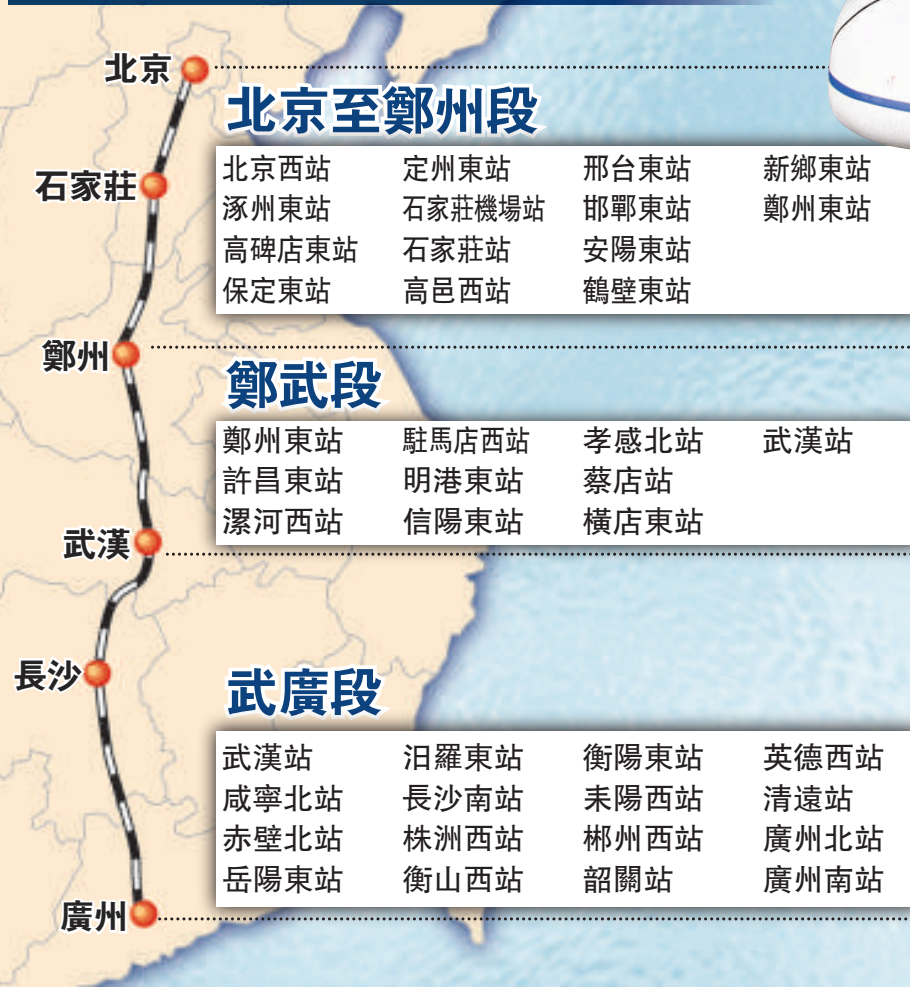 北京
北京至鄭州段
石家莊
北京西站 定州東站 邢台東站 新鄉東站
涿州東站 石家莊機場站 邯鄲東站 鄭州東站
高碑店東站 石家莊站 安陽東站
保定東站 高邑西站 鶴壁東站
鄭州
鄭武段
鄭州東站 駐馬店西站 孝感北站 武漢站
許昌東站 明港東站 蔡店站
漯河西站 信陽東站 橫店東站
武漢
長沙
武廣段
武漢站 汨羅東站 衡陽東站 英德西站
咸寧北站 長沙南站 耒陽西站 清遠站
赤壁北站 株洲西站 郴州西站 廣州北站
岳陽東站 衡山西站 韶關站 廣州南站
廣州